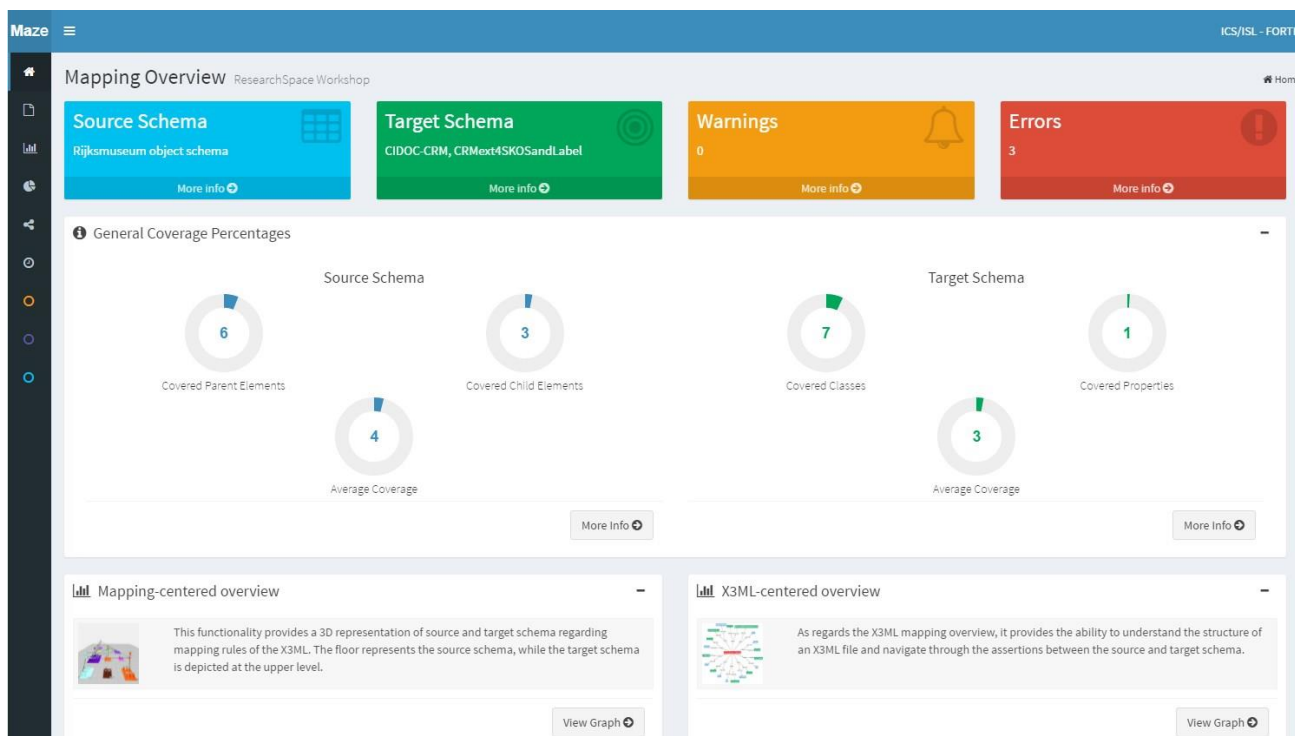 Maze
ICS/ISL - FORTH
Mapping Overview ResearchSpace Workshop
Hom
Source Schema
Rijksmuseum object schema
More info
Target Schema
CIDOC-CRM, CRMext4SKOSandLabel
More info
Warnings
0
More info
Errors
3
More info
General Coverage Percentages
Source Schema
6
Covered Parent Elements
3
Covered Child Elements
4
Average Coverage
More Info
Target Schema
7
Covered Classes
1
Covered Properties
3
Average Coverage
More Info
Mapping-centered overview
This functionality provides a 3D representation of source and target schema regarding
mapping rules of the X3ML. The floor represents the source schema, while the target schema
is depicted at the upper level.
View Graph
X3ML-centered overview
As regards the X3ML mapping overview, it provides the ability to understand the structure of
an X3ML file and navigate through the assertions between the source and target schema.
View Graph